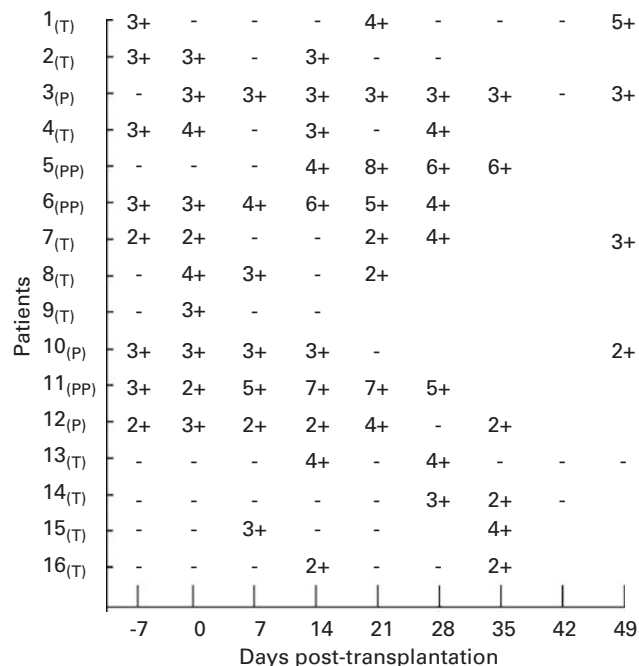 1(T) 3+ - - - 4+ - - - 5+
2(T) 3+ 3+ - 3+ - -
3(P) - 3+ 3+ 3+ 3+ 3+ 3+ - 3+
4(T) 3+ 4+ - 3+ - 4+
5(PP) - - - 4+ 8+ 6+ 6+
6(PP) 3+ 3+ 4+ 6+ 5+ 4+
7(T) 2+ 2+ - - 2+ 4+ 3+
8(T) - 4+ 3+ - 2+
9(T) - 3+ - -
10(P) 3+ 3+ 3+ 3+ - 2+
11(PP) 3+ 2+ 5+ 7+ 7+ 5+
12(P) 2+ 3+ 2+ 2+ 4+ - 2+
13(T) - - - 4+ - 4+ - - -
14(T) - - - - - 3+ 2+ -
15(T) - - 3+ - - 4+
16(T) - - - 2+ - - 2+
Patients
-7 0 7 14 21 28 35 42 49
Days post-transplantation